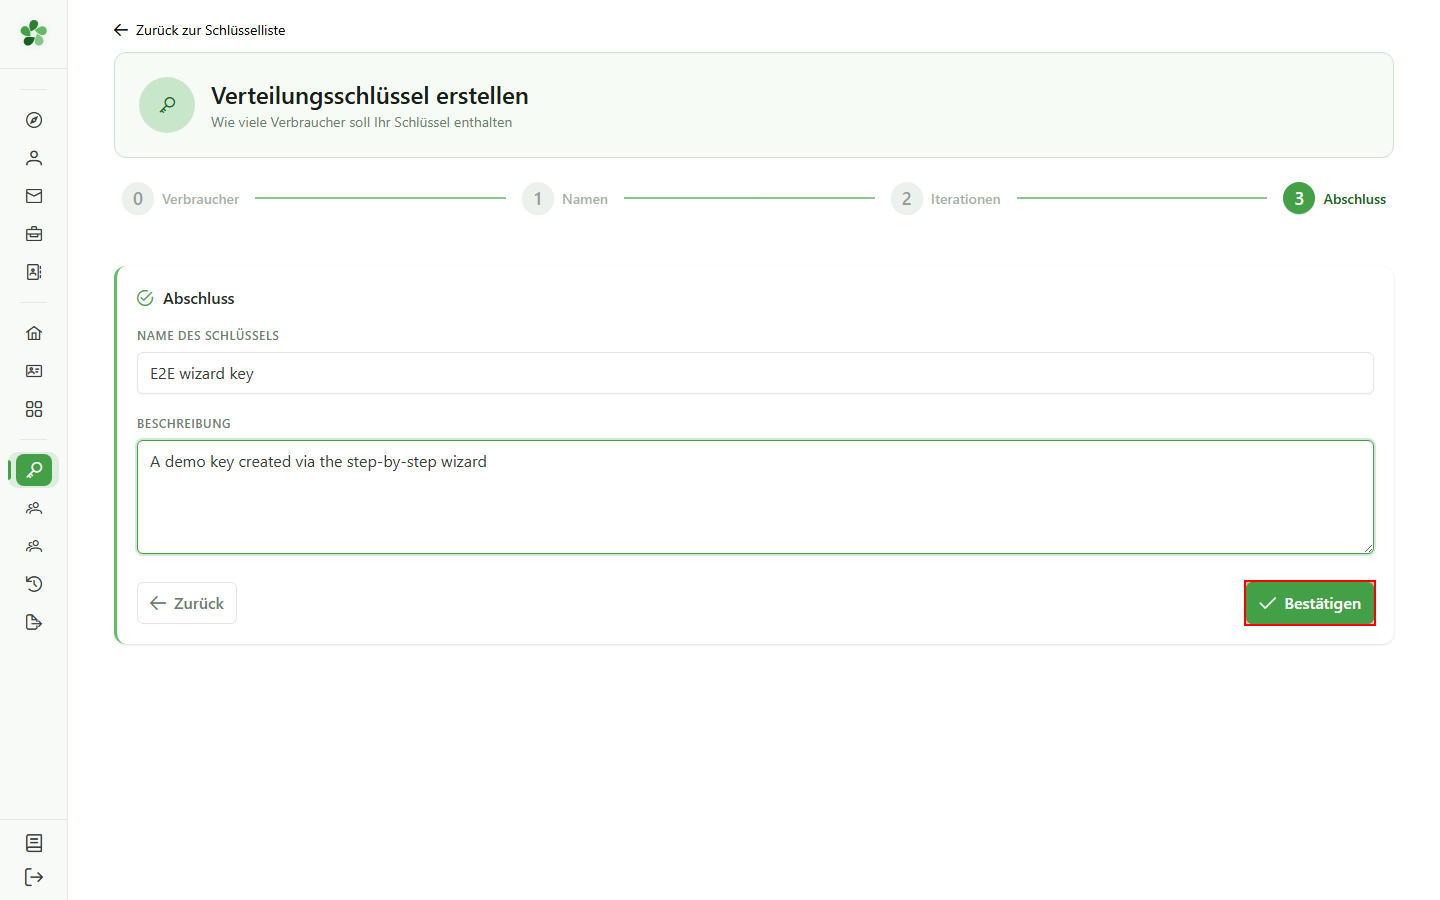 Zurück zur Schlüsselliste
Verteilungsschlüssel erstellen
Wie viele Verbraucher soll Ihr Schlüssel enthalten
0 Verbraucher
1 Namen
2 Iterationen
3 Abschluss
Abschluss
NAME DES SCHLÜSSELS
E2E wizard key
BESCHREIBUNG
A demo key created via the step-by-step wizard
Zurück
Bestätigen